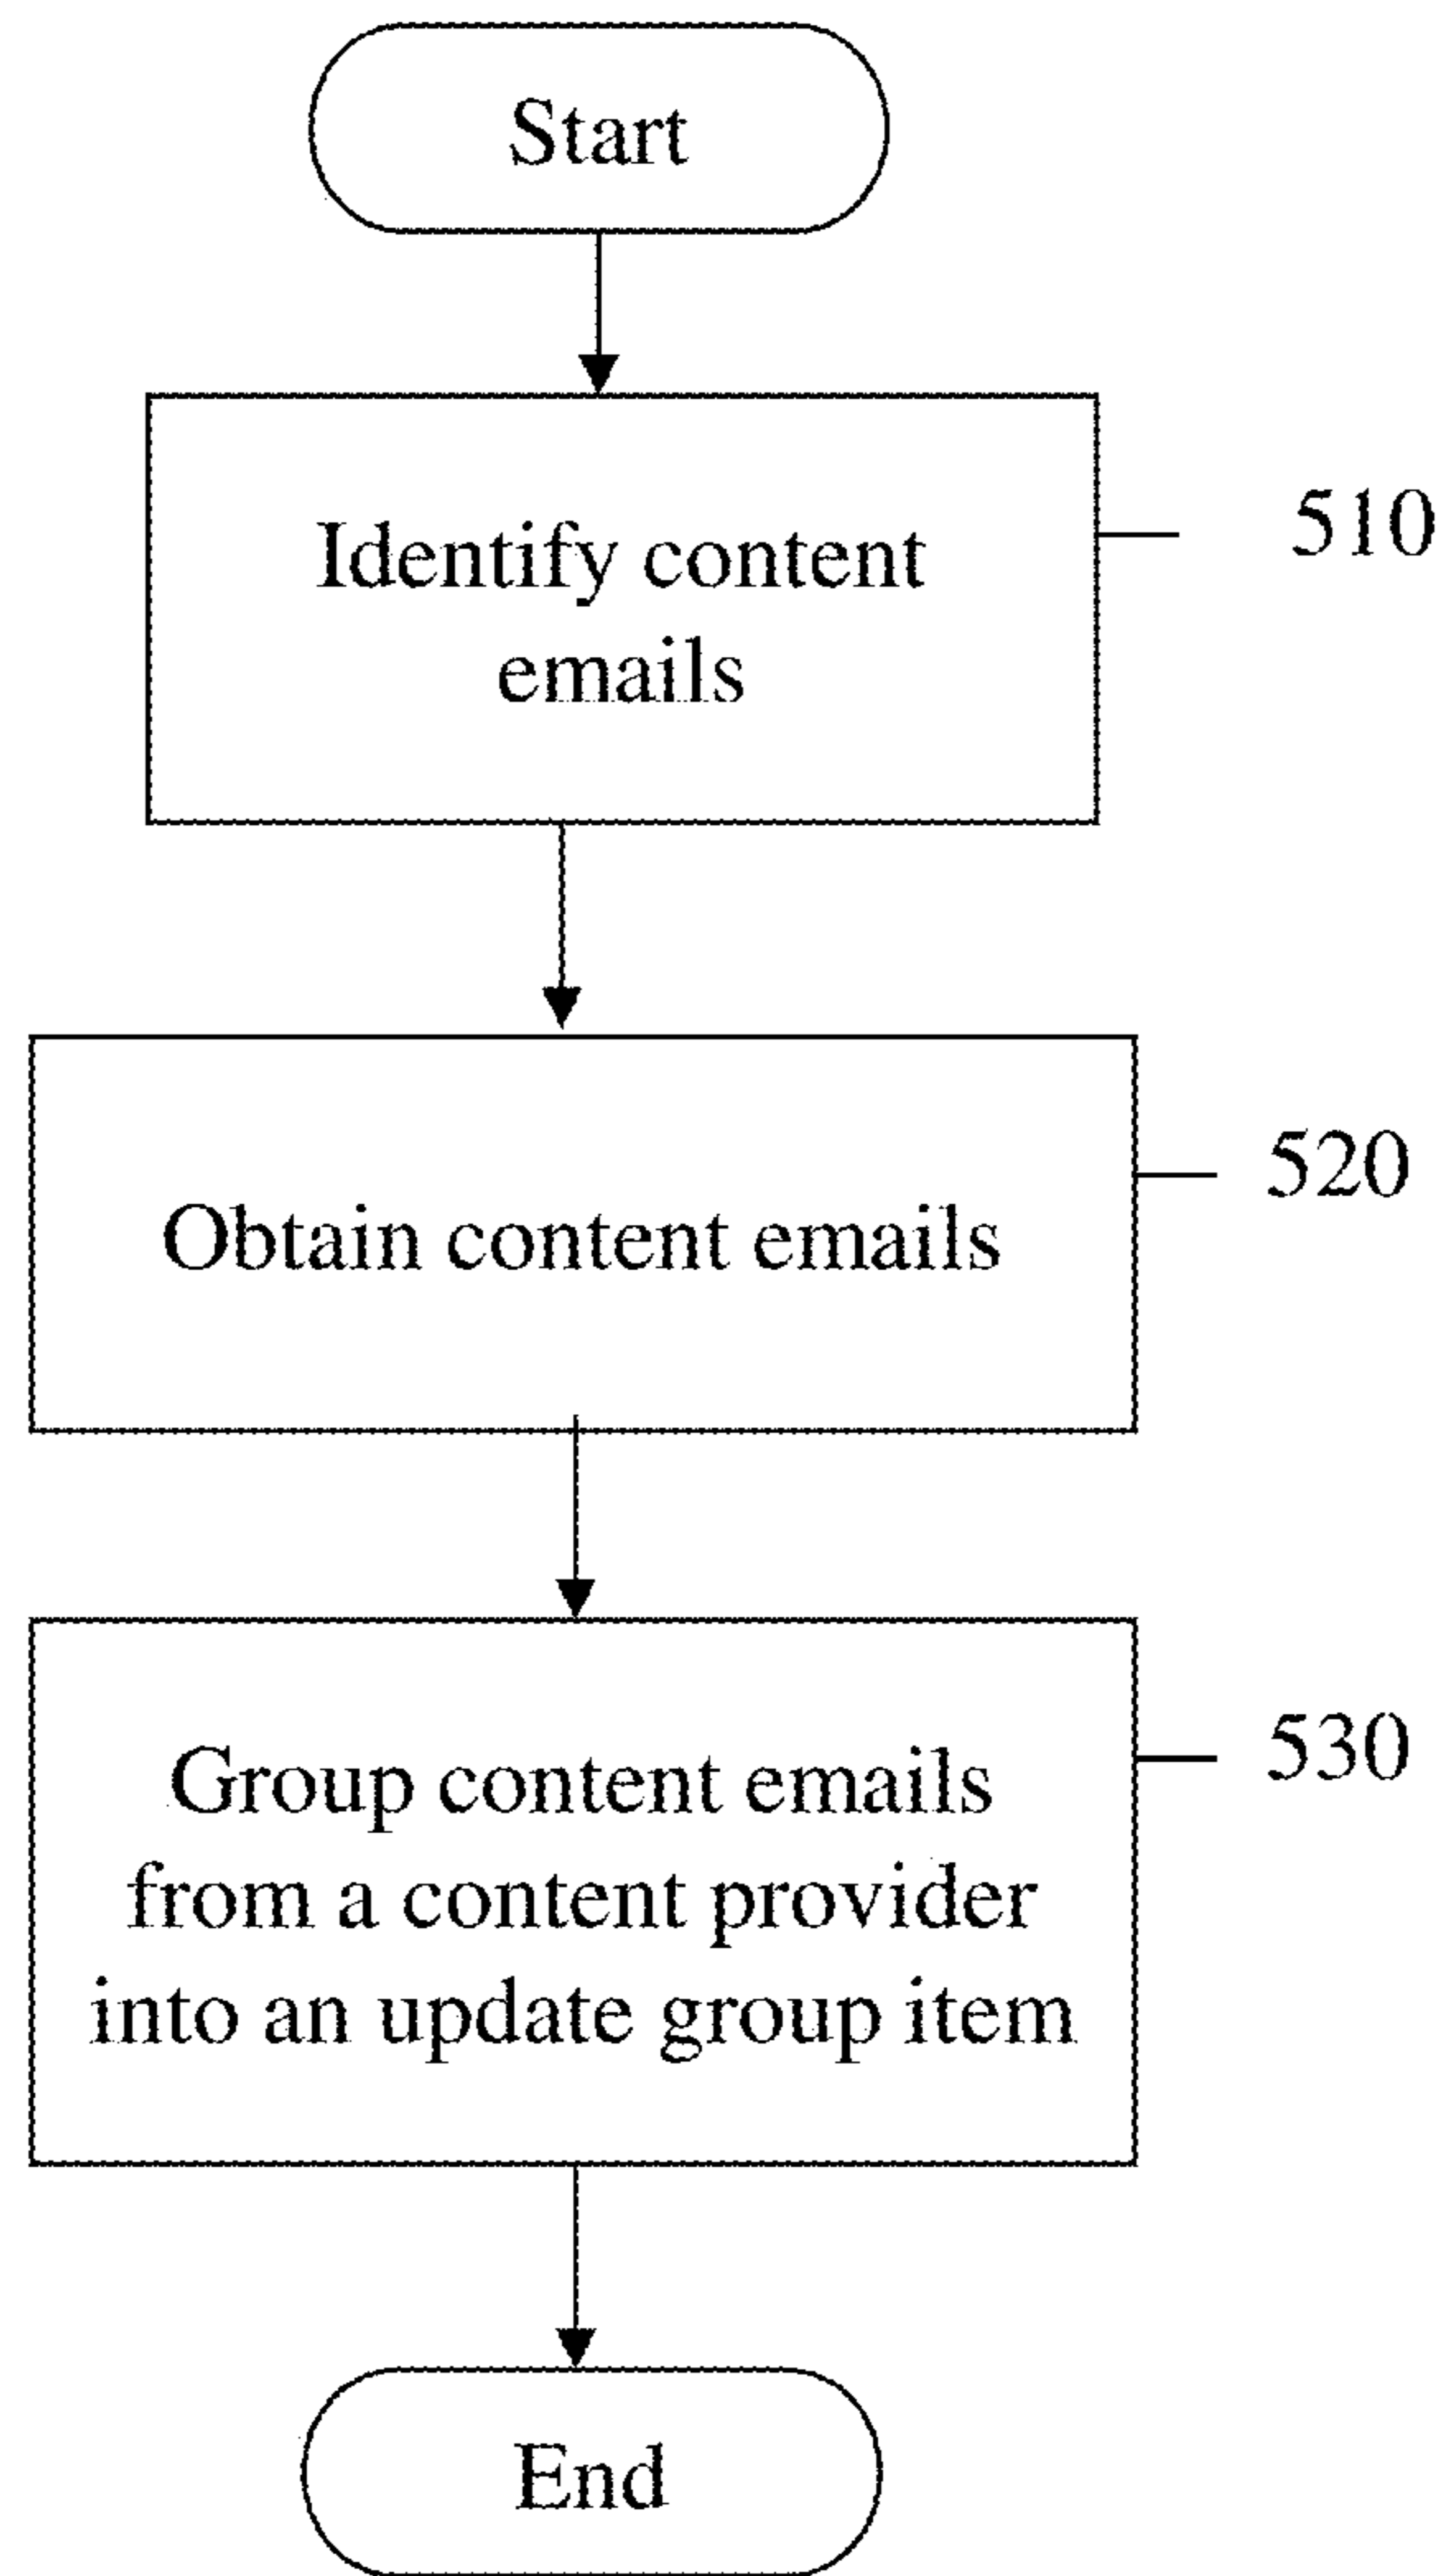 Start
Identify content
510
emails
Obtain content emails
520
Group content emails
530
from a content provider
into an update group item
End